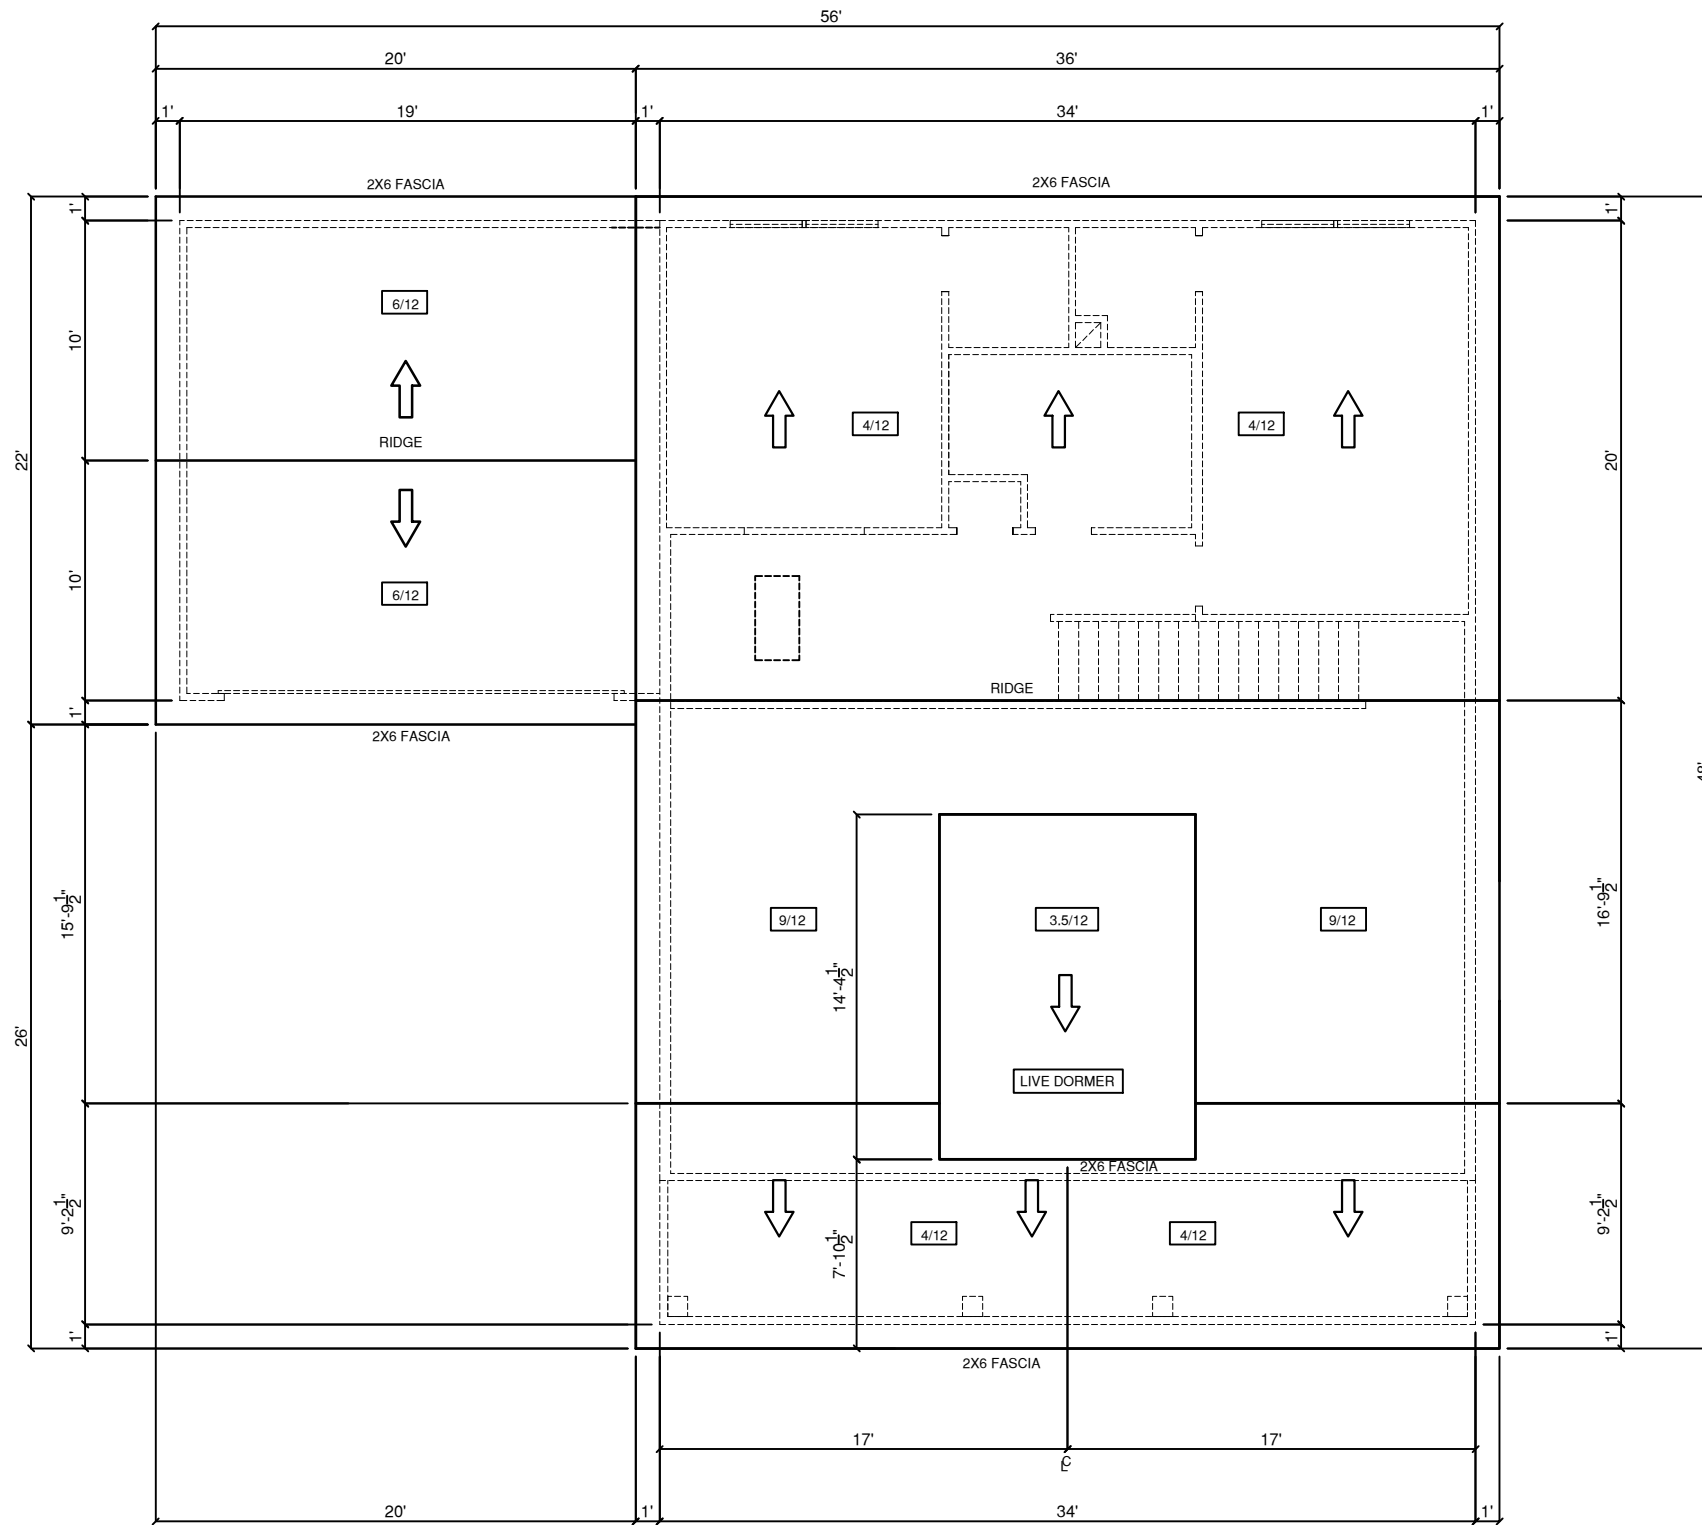 56'
20' 36'
1' 19' 1' 34' 1'
2X6 FASCIA 2X6 FASCIA
1' 1'
6/12
10'
4/12 4/12
RIDGE
22' 20'
10'
6/12
RIDGE
1'
2X6 FASCIA
48'
15'-9 1/2" 9/12 3.5/12 9/12 16'-9 1/2"
14'-4 1/2"
26'
LIVE DORMER
2X6 FASCIA
9'-2 1/2" 9'-2 1/2"
4/12 4/12
7'-10 1/2"
1' 1'
2X6 FASCIA
17' 17'
CL
20' 1' 34' 1'